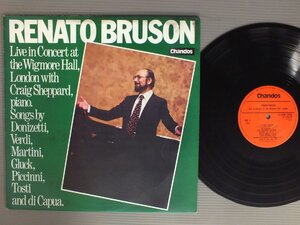 RENATO BRUSON
Chandos
Live in Concert at
the Wigmore Hall,
London with
Craig Sheppard,
piano.
Songs by
Donizetti,
Verdi,
Martini,
Gluck,
Piccinni,
Tosti
and di Capua.
Chandos